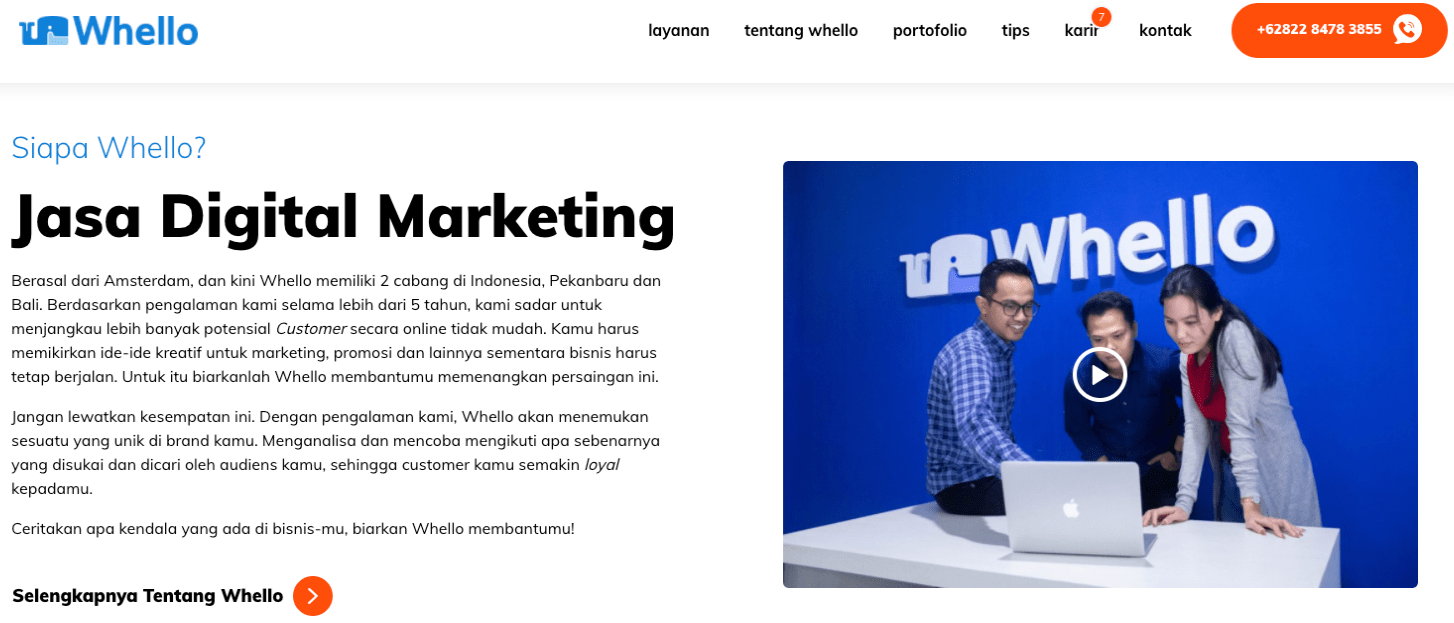 Whello
layanan
tentang whello
portofolio
tips
karir
7
kontak
+62822 8478 3855
Siapa Whello?
Jasa Digital Marketing
Berasal dari Amsterdam, dan kini Whello memiliki 2 cabang di Indonesia, Pekanbaru dan
Bali. Berdasarkan pengalaman kami selama lebih dari 5 tahun, kami sadar untuk
menjangkau lebih banyak potensial Customer secara online tidak mudah. Kamu harus
memikirkan ide-ide kreatif untuk marketing, promosi dan lainnya sementara bisnis harus
tetap berjalan. Untuk itu biarkanlah Whello membantumu memenangkan persaingan ini.
Jangan lewatkan kesempatan ini. Dengan pengalaman kami, Whello akan menemukan
sesuatu yang unik di brand kamu. Menganalisa dan mencoba mengikuti apa sebenarnya
yang disukai dan dicari oleh audiens kamu, sehingga customer kamu semakin loyal
kepadamu.
Ceritakan apa kendala yang ada di bisnis-mu, biarkan Whello membantumu!
Selengkapnya Tentang Whello
Whello